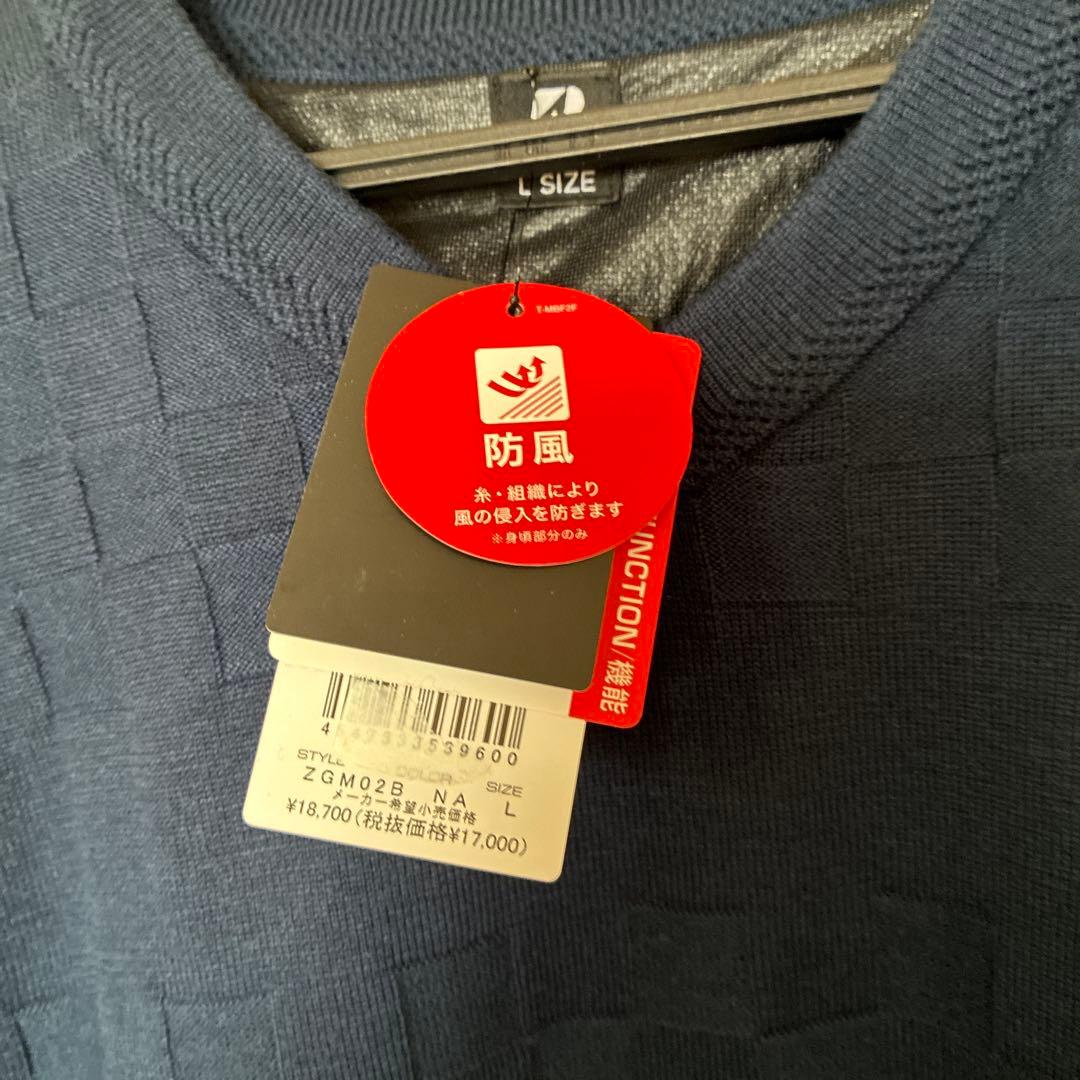 L SIZE
T-MBF2F
防風
糸・組織により
風の侵入を防ぎます
※身頃部分のみ
FUNCTION/機能
STYLE COLOR SIZE
ZGM02B NA L
メーカー希望小売価格
¥18,700(税抜価格¥17,000)